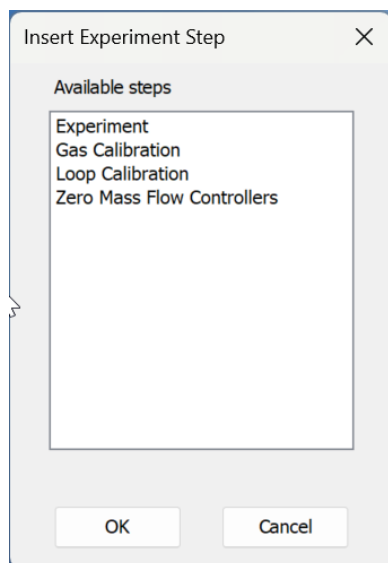 Insert Experiment Step
Available steps
Experiment
Gas Calibration
Loop Calibration
Zero Mass Flow Controllers
OK
Cancel